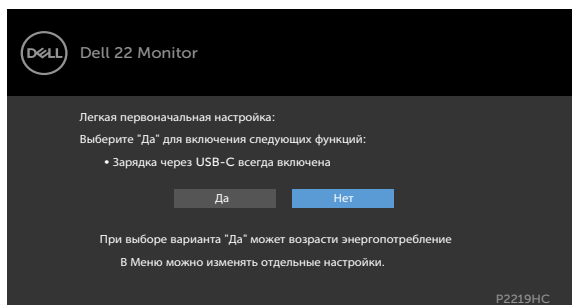 DELL
Dell 22 Monitor
Легкая первоначальная настройка:
Выберите "Да" для включения следующих функций:
• Зарядка через USB-C всегда включена
Да Нет
При выборе варианта "Да" может возрасти энергопотребление
В Меню можно изменять отдельные настройки.
P2219HC